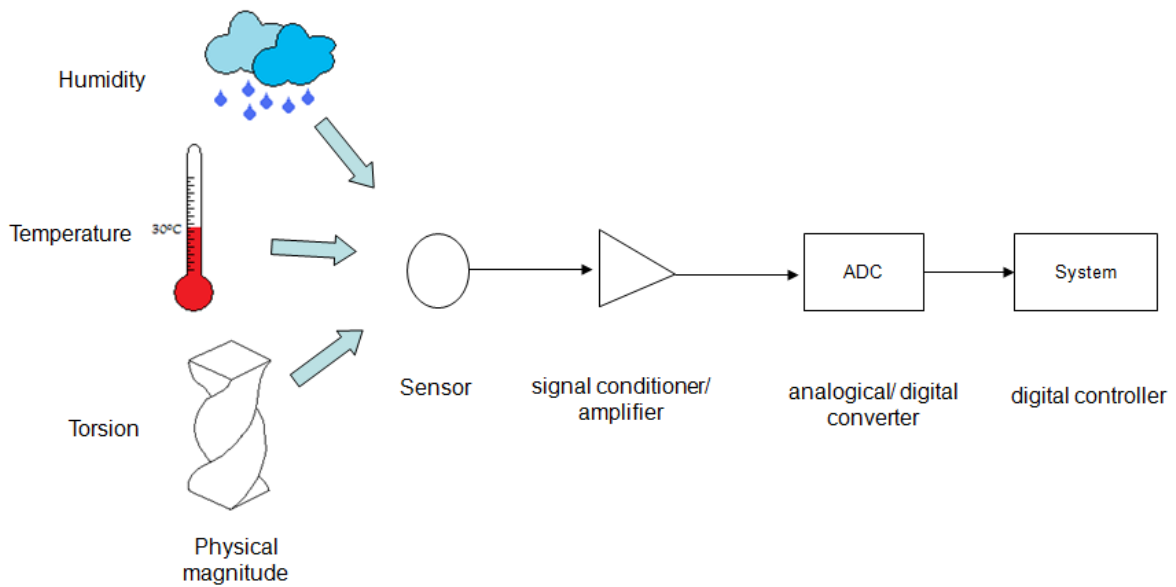 Humidity
Temperature
30ºC
Torsion
Physical
magnitude
Sensor
signal conditioner/
amplifier
ADC
analogical/ digital
converter
System
digital controller